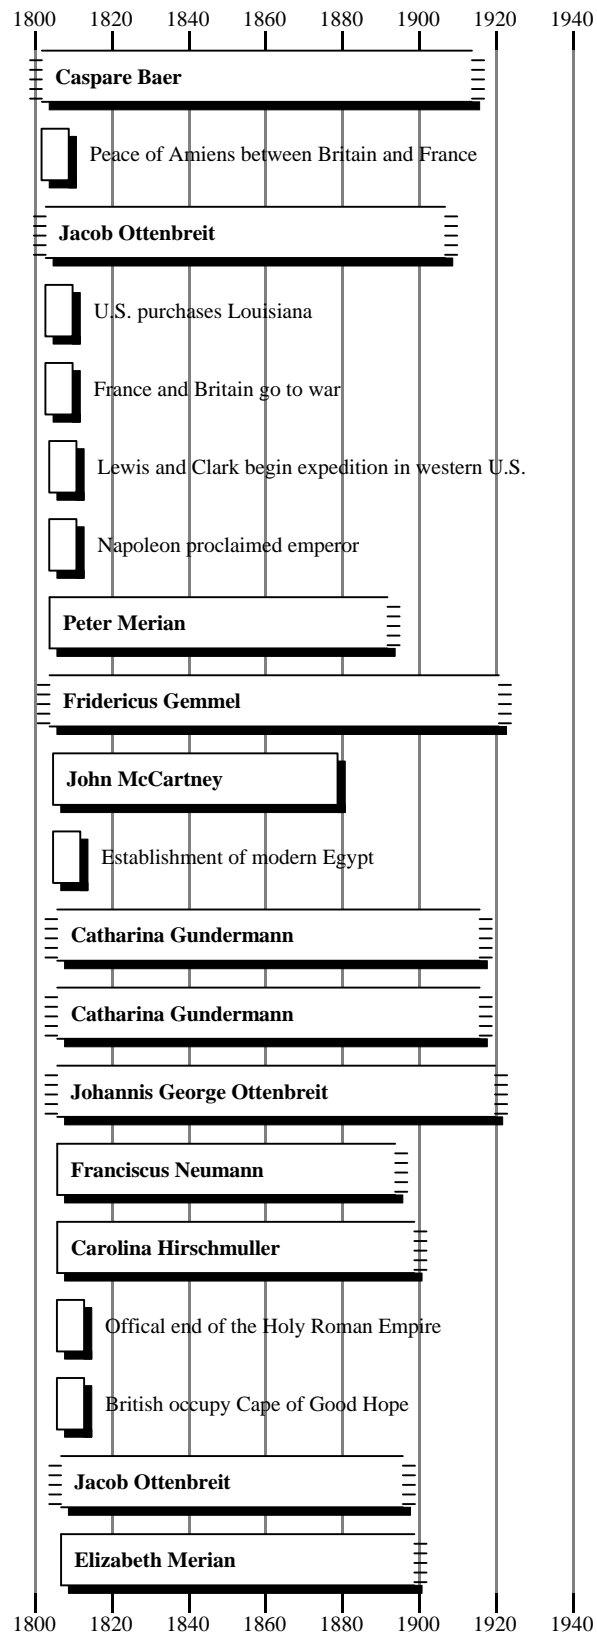 1800 1820 1840 1860 1880 1900 1920 1940
Caspare Baer
Peace of Amiens between Britain and France
Jacob Ottenbreit
U.S. purchases Louisiana
France and Britain go to war
Lewis and Clark begin expedition in western U.S.
Napoleon proclaimed emperor
Peter Merian
Fridericus Gemmel
John McCartney
Establishment of modern Egypt
Catharina Gundermann
Catharina Gundermann
Johannis George Ottenbreit
Franciscus Neumann
Carolina Hirschmuller
Offical end of the Holy Roman Empire
British occupy Cape of Good Hope
Jacob Ottenbreit
Elizabeth Merian
1800 1820 1840 1860 1880 1900 1920 1940